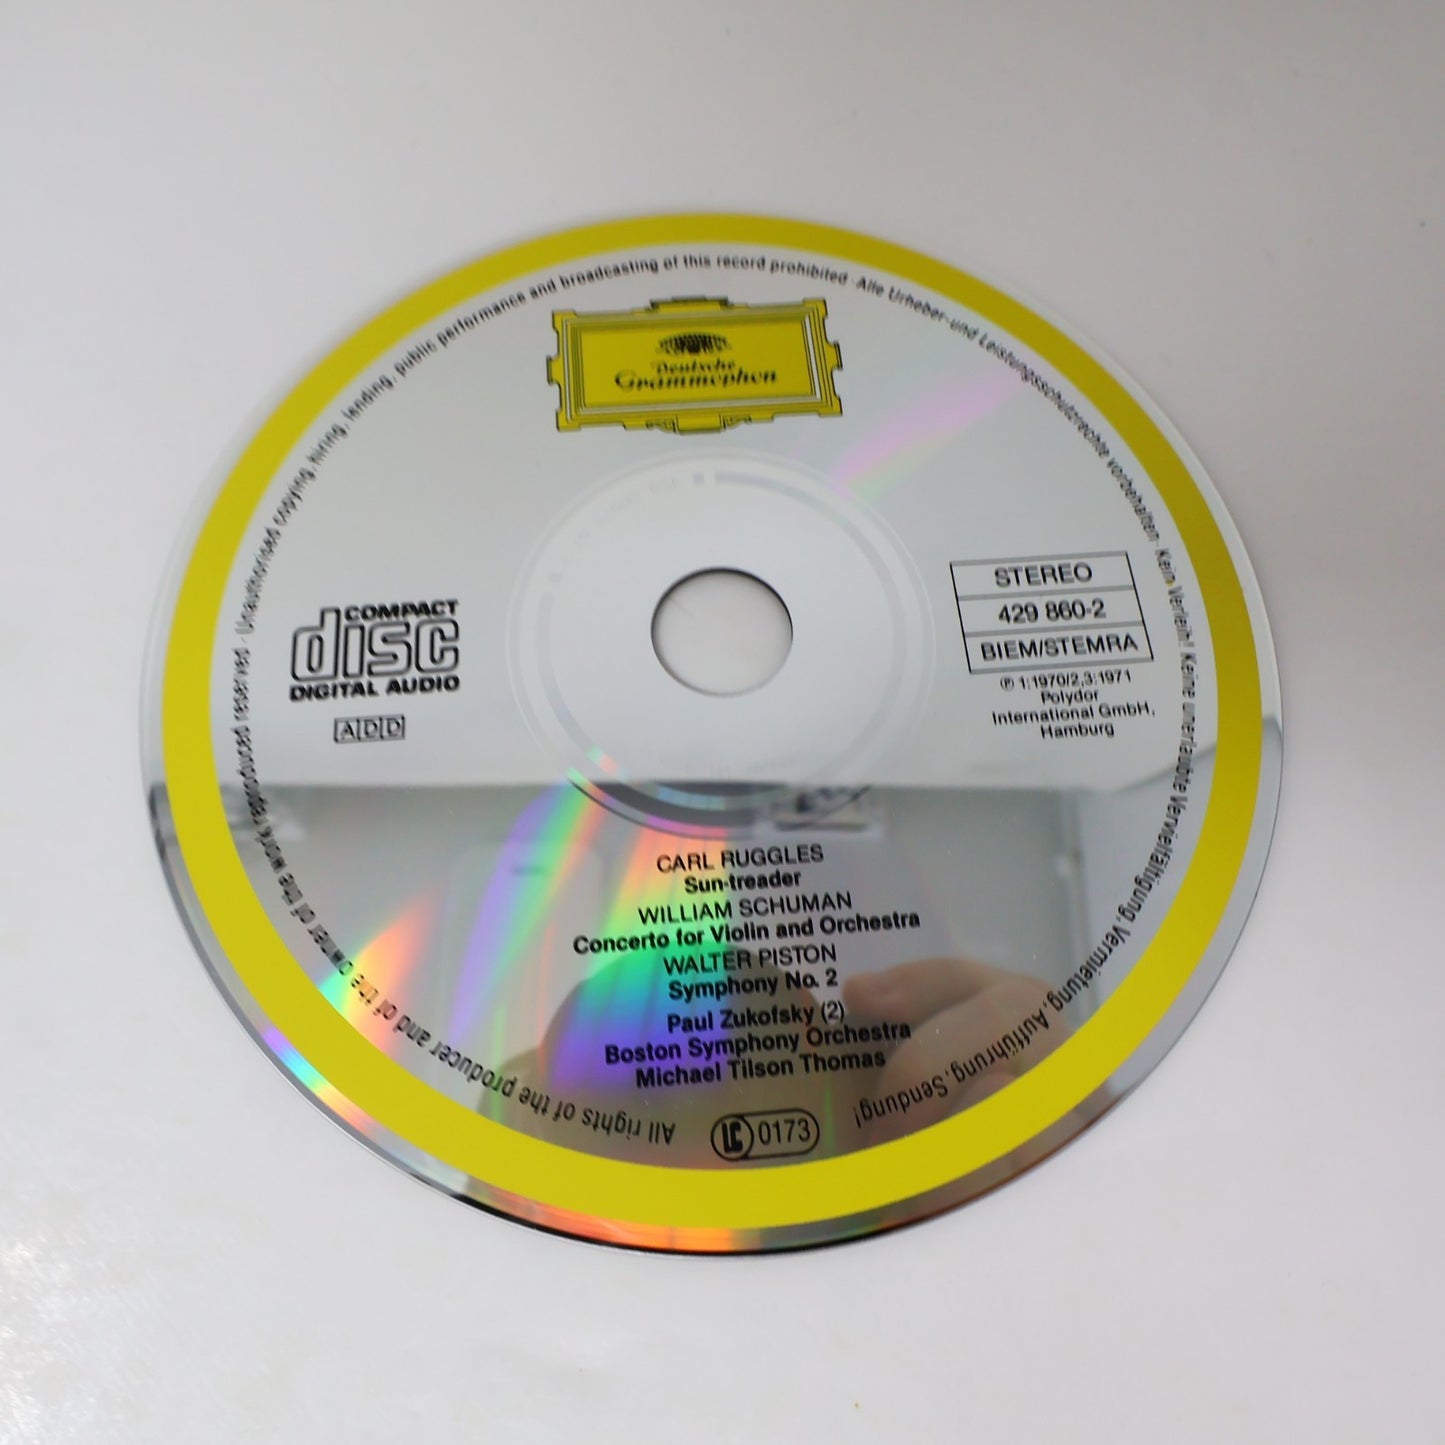 Deutsche
Grammophon
COMPACT
disc
DIGITAL AUDIO
ADD
STEREO
429 860-2
BIEM/STEMRA
℗ 1:1970/2,3:1971
Polydor
International GmbH,
Hamburg
CARL RUGGLES
Sun-treader
WILLIAM SCHUMAN
Concerto for Violin and Orchestra
WALTER PISTON
Symphony No. 2
Paul Zukofsky (2)
Boston Symphony Orchestra
Michael Tilson Thomas
LC 0173
All rights of the producer and of the owner of the work reproduced reserved · Unauthorised copying, hiring, lending, public performance and broadcasting of this record prohibited · Alle Urheber- und Leistungsschutzrechte vorbehalten · Kein Verleih! Keine unerlaubte Vervielfältigung, Vermietung, Aufführung, Sendung!